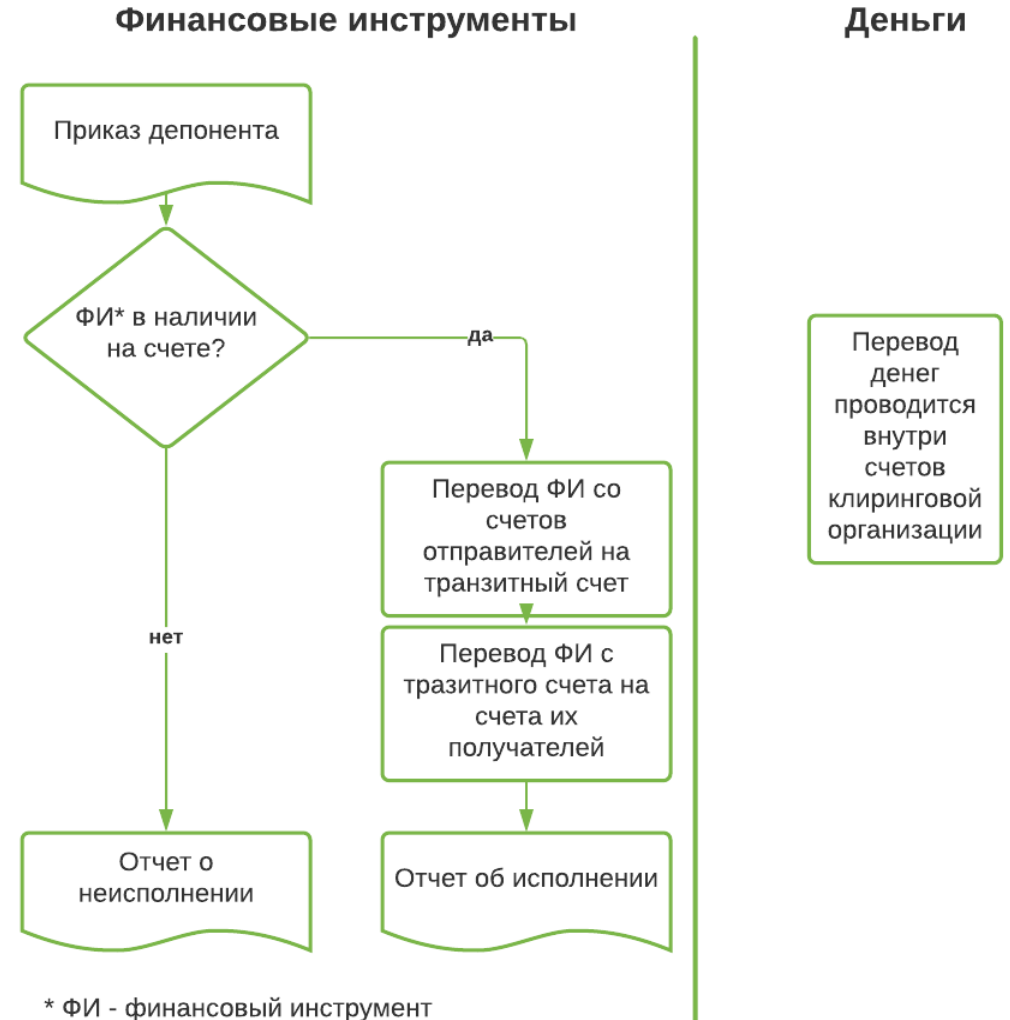 Финансовые инструменты
Деньги
Приказ депонента
ФИ* в наличии
на счете?
да
Перевод
денег
проводится
внутри
счетов
клиринговой
организации
Перевод ФИ со
счетов
отправителей на
транзитный счет
нет
Перевод ФИ с
тразитного счета на
счета их
получателей
Отчет о
неисполнении
Отчет об исполнении
* ФИ - финансовый инструмент